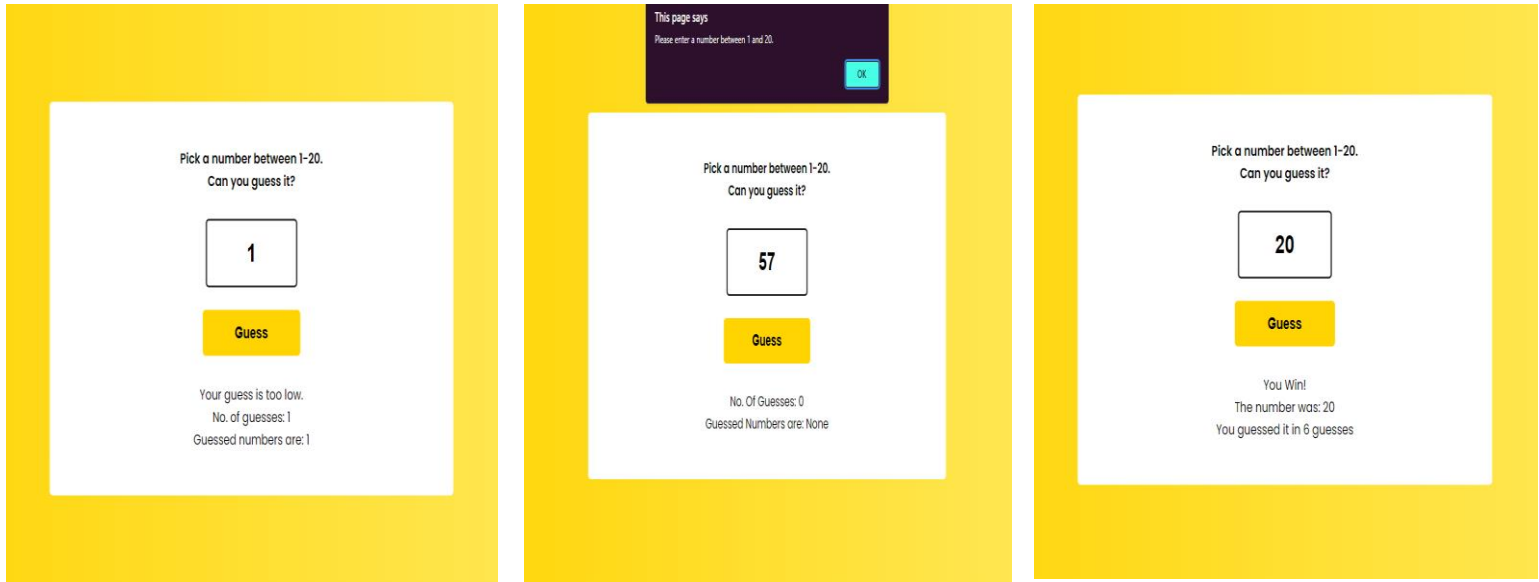 Pick a number between 1-20.
Can you guess it?
1
Guess
Your guess is too low.
No. of guesses: 1
Guessed numbers are: 1
This page says
Please enter a number between 1 and 20.
OK
Pick a number between 1-20.
Can you guess it?
57
Guess
No. Of Guesses: 0
Guessed Numbers are: None
Pick a number between 1-20.
Can you guess it?
20
Guess
You Win!
The number was: 20
You guessed it in 6 guesses